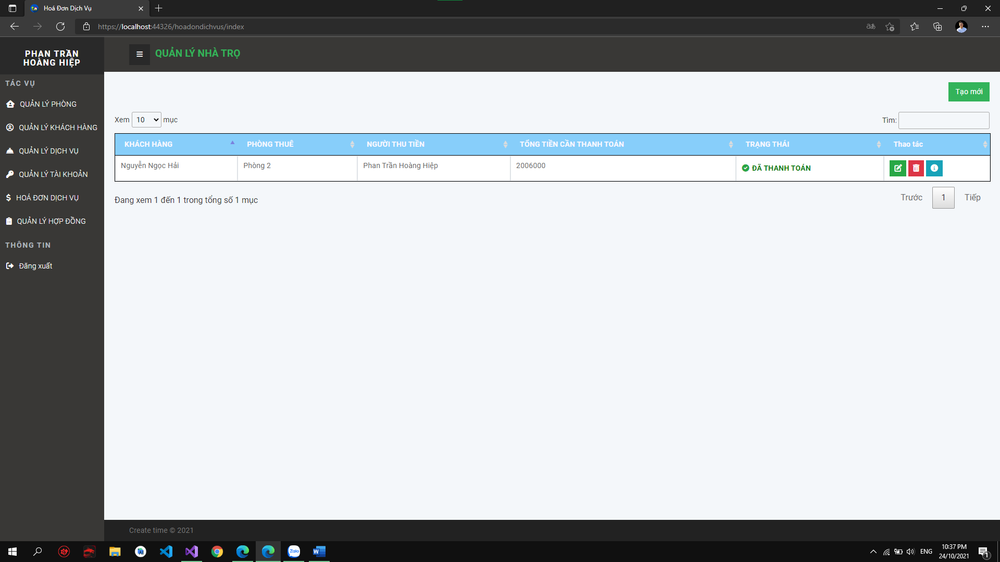 Hoá Đơn Dịch Vụ
https://localhost:44326/hoadondichvus/index
PHAN TRẦN
HOÀNG HIỆP
QUẢN LÝ NHÀ TRỌ
TÁC VỤ
QUẢN LÝ PHÒNG
QUẢN LÝ KHÁCH HÀNG
QUẢN LÝ DỊCH VỤ
QUẢN LÝ TÀI KHOẢN
HOÁ ĐƠN DỊCH VỤ
QUẢN LÝ HỢP ĐỒNG
THÔNG TIN
Đăng xuất
Tạo mới
Xem 10 mục
Tìm:
KHÁCH HÀNG PHÒNG THUÊ NGƯỜI THU TIỀN TỔNG TIỀN CẦN THANH TOÁN TRẠNG THÁI Thao tác
Nguyễn Ngọc Hải Phòng 2 Phan Trần Hoàng Hiệp 2006000 ĐÃ THANH TOÁN
Đang xem 1 đến 1 trong tổng số 1 mục
Trước 1 Tiếp
Create time © 2021
Zalo
ENG
10:37 PM
24/10/2021
1